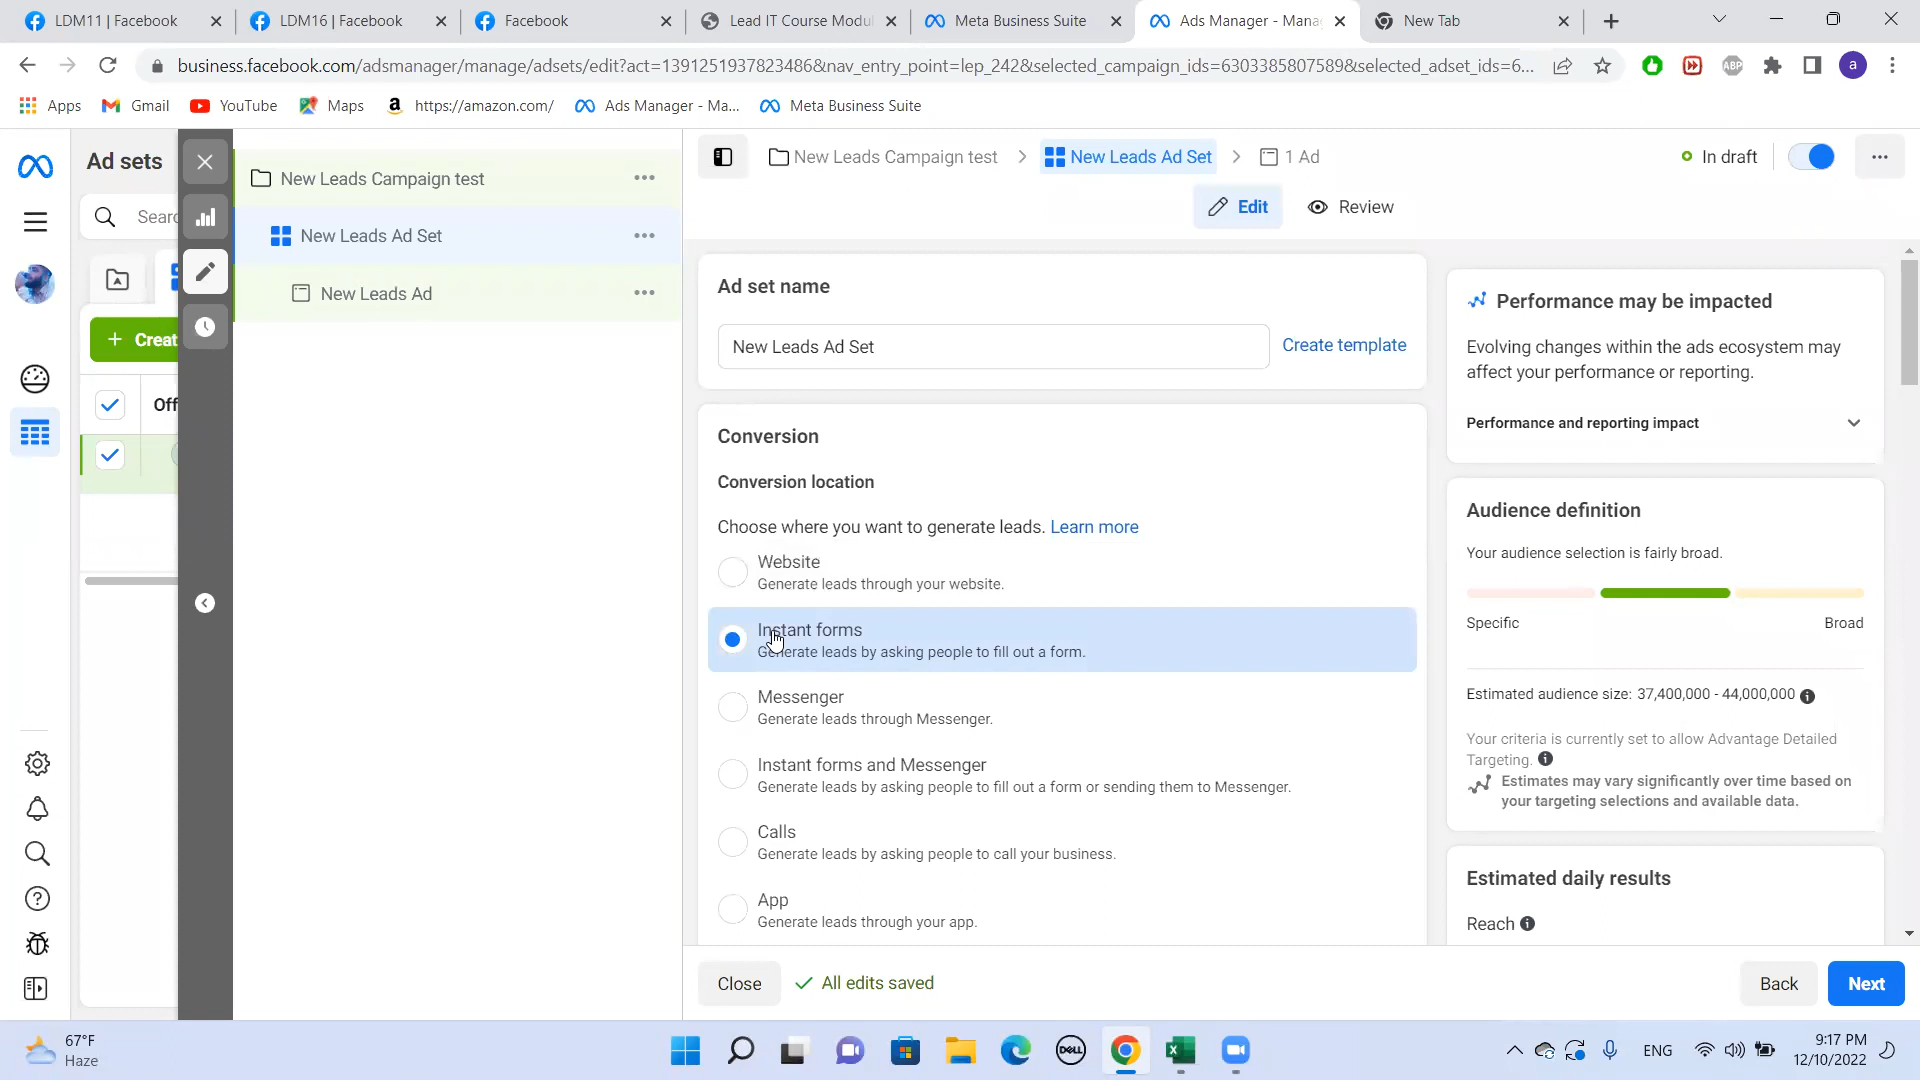 LDM11 | Facebook
LDM16 | Facebook
Facebook
Lead IT Course Modu
Meta Business Suite
Ads Manager - Mana
New Tab
business.facebook.com/adsmanager/manage/adsets/edit?act=1391251937823486&nav_entry_point=lep_242&selected_campaign_ids=6303385807589&selected_adset_ids=6...
ABP
a
Apps
Gmail
YouTube
Maps
https://amazon.com/
Ads Manager - Ma...
Meta Business Suite
Ad sets
Searc
+ Creat
Off
New Leads Campaign test
New Leads Ad Set
New Leads Ad
New Leads Campaign test > New Leads Ad Set > 1 Ad
In draft
Edit
Review
Ad set name
New Leads Ad Set
Create template
Conversion
Conversion location
Choose where you want to generate leads. Learn more
Website
Generate leads through your website.
Instant forms
Generate leads by asking people to fill out a form.
Messenger
Generate leads through Messenger.
Instant forms and Messenger
Generate leads by asking people to fill out a form or sending them to Messenger.
Calls
Generate leads by asking people to call your business.
App
Generate leads through your app.
Performance may be impacted
Evolving changes within the ads ecosystem may
affect your performance or reporting.
Performance and reporting impact
Audience definition
Your audience selection is fairly broad.
Specific
Broad
Estimated audience size: 37,400,000 - 44,000,000
Your criteria is currently set to allow Advantage Detailed
Targeting.
Estimates may vary significantly over time based on
your targeting selections and available data.
Estimated daily results
Reach
Close
All edits saved
Back
Next
67°F
Haze
DELL
ENG
9:17 PM
12/10/2022